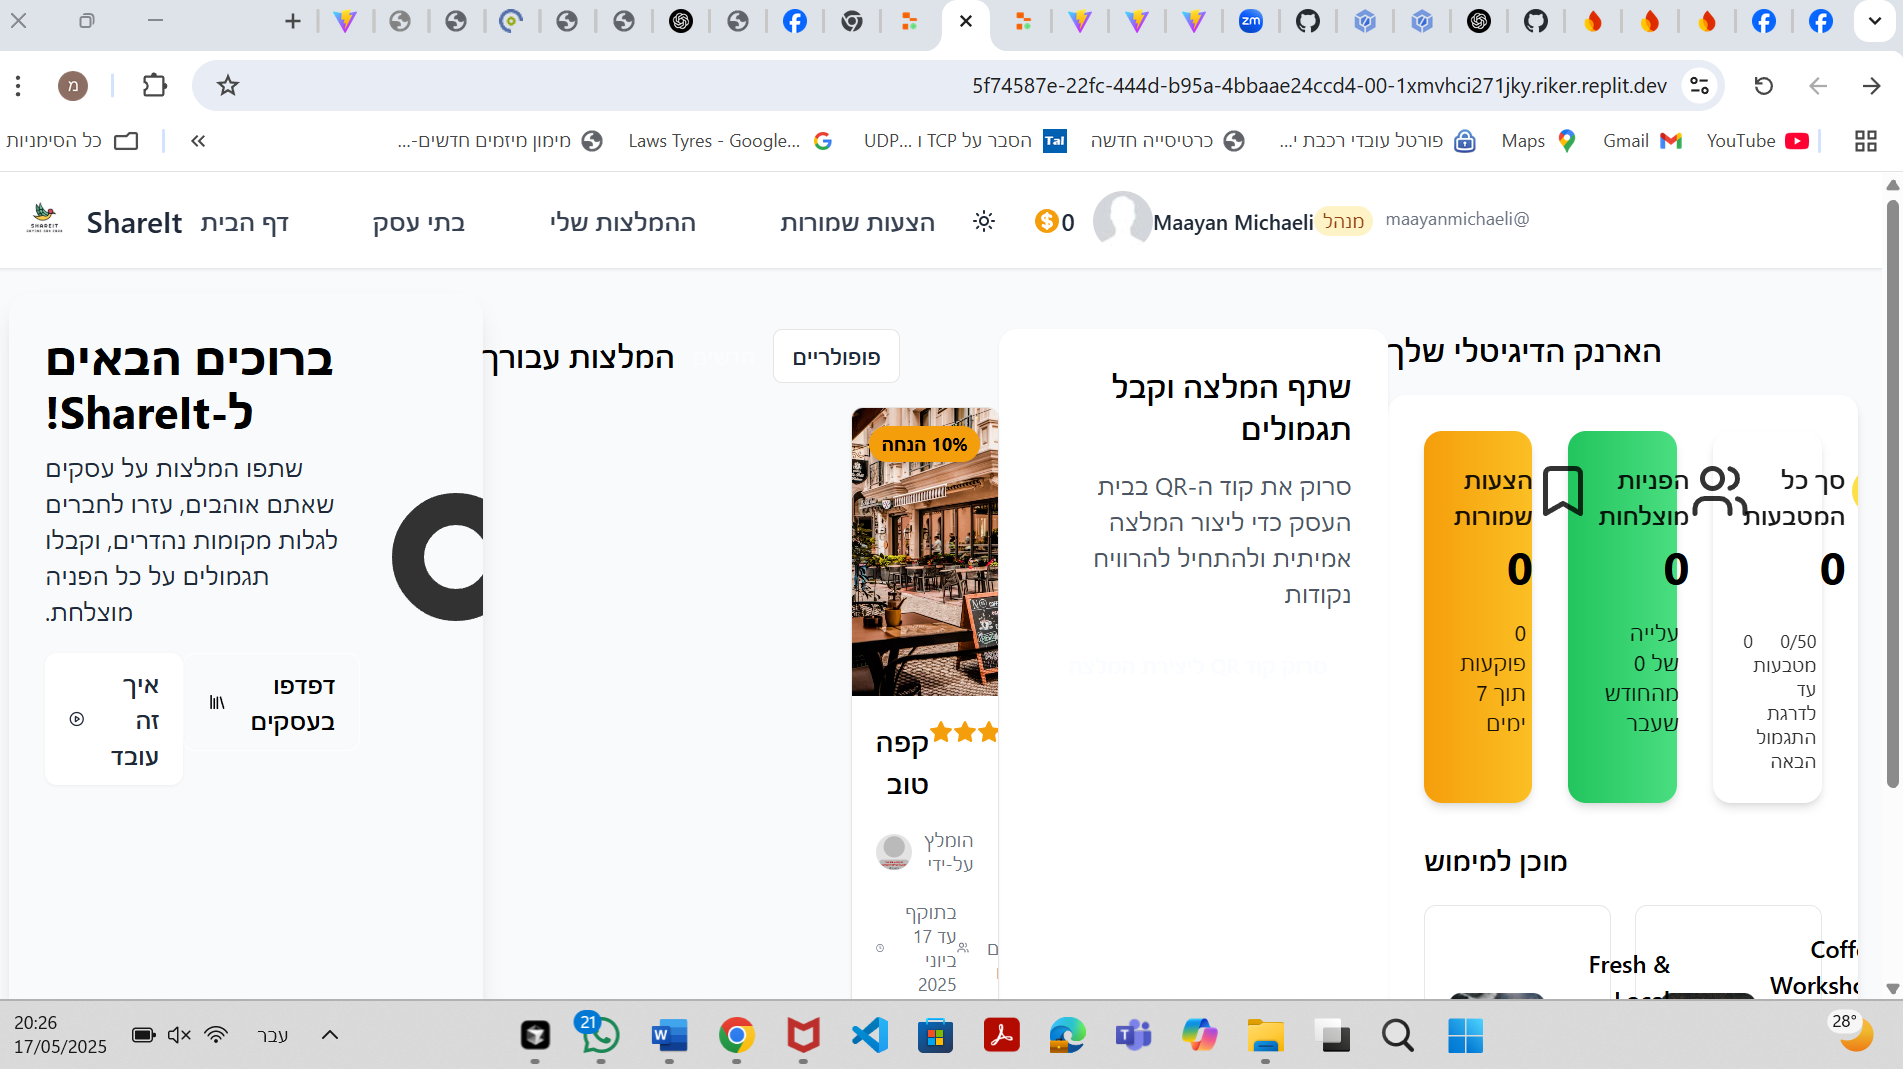 5f74587e-22fc-444d-b95a-4bbaae24ccd4-00-1xmvhci271jky.riker.replit.dev
מ
YouTube
Gmail
Maps
פורטל עובדי רכבת י...
כרטיסייה חדשה
הסבר על TCP ו UDP...
Laws Tyres - Google...
מימון מיזמים חדשים-...
כל הסימניות
SHAREIT
ShareIt
דף הבית
בתי עסק
ההמלצות שלי
הצעות שמורות
0
Maayan Michaeli
מנהל
maayanmichaeli@
ברוכים הבאים
ל-ShareIt!
שתפו המלצות על עסקים
שאתם אוהבים, עזרו לחברים
לגלות מקומות נהדרים, וקבלו
תגמולים על כל הפניה
מוצלחת.
איך
זה
עובד
דפדפו
בעסקים
המלצות עבורך
פופולריים
10% הנחה
קפה
טוב
הומלץ
על-ידי
בתוקף
עד 17
ביוני
2025
שתף המלצה וקבל
תגמולים
סרוק את קוד ה-QR בבית
העסק כדי ליצור המלצה
אמיתית ולהתחיל להרוויח
נקודות
הארנק הדיגיטלי שלך
הצעות
שמורות
0
0
פוקעות
תוך 7
ימים
הפניות
מוצלחות
0
עלייה
של 0
מהחודש
שעבר
סך כל
המטבעות
0
0/50
0
מטבעות
עד
לדרגת
התגמול
הבאה
מוכן למימוש
Fresh &
Local
Coffe
Worksho
20:26
17/05/2025
עבר
21
28°